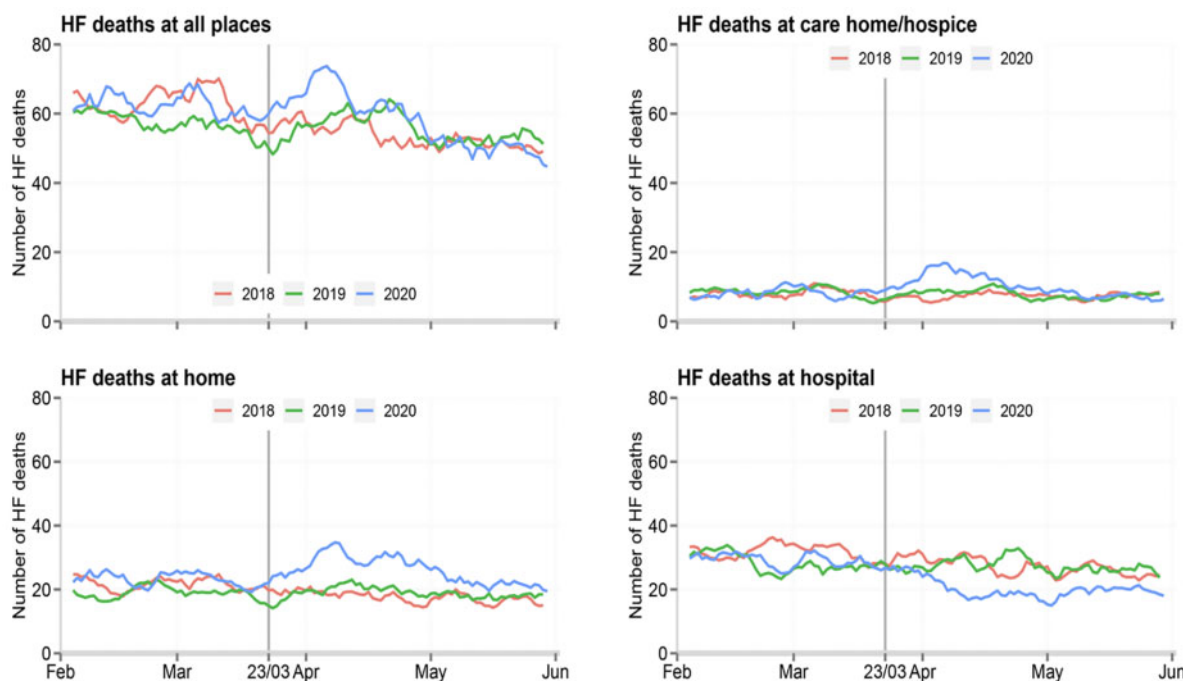 HF deaths at all places
Number of HF deaths
80
60
40
20
0
2018 2019 2020
HF deaths at care home/hospice
Number of HF deaths
80
60
40
20
0
2018 2019 2020
HF deaths at home
Number of HF deaths
80
60
40
20
0
2018 2019 2020
Feb Mar 23/03 Apr May Jun
HF deaths at hospital
Number of HF deaths
80
60
40
20
0
2018 2019 2020
Feb Mar 23/03 Apr May Jun